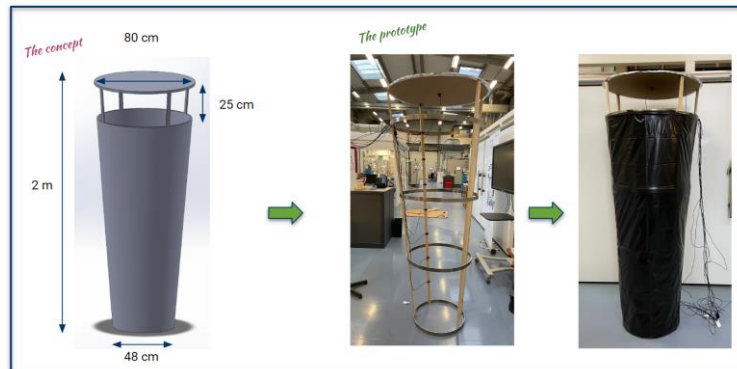 The concept
80 cm
25 cm
2 m
48 cm
The prototype